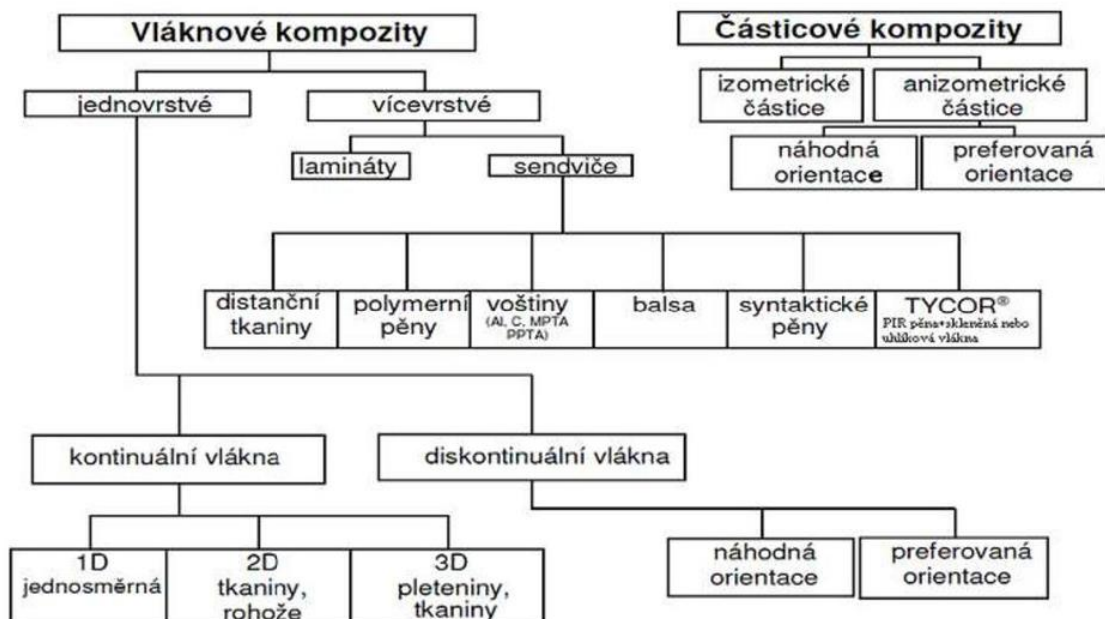 Vláknové kompozity
Částicové kompozity
jednovrstvé
vícevrstvé
izometrické
částice
anizometrické
částice
lamináty
sendviče
náhodná
orientace
preferovaná
orientace
distanční
tkaniny
polymerní
pěny
voštiny
(Al, C, MPTA
PPTA)
balsa
syntaktické
pěny
TYCOR®
PIR pěna+skleněná nebo
uhlíková vlákna
kontinuální vlákna
diskontinuální vlákna
1D
jednosměrná
2D
tkaniny,
rohože
3D
pleteniny,
tkaniny
náhodná
orientace
preferovaná
orientace